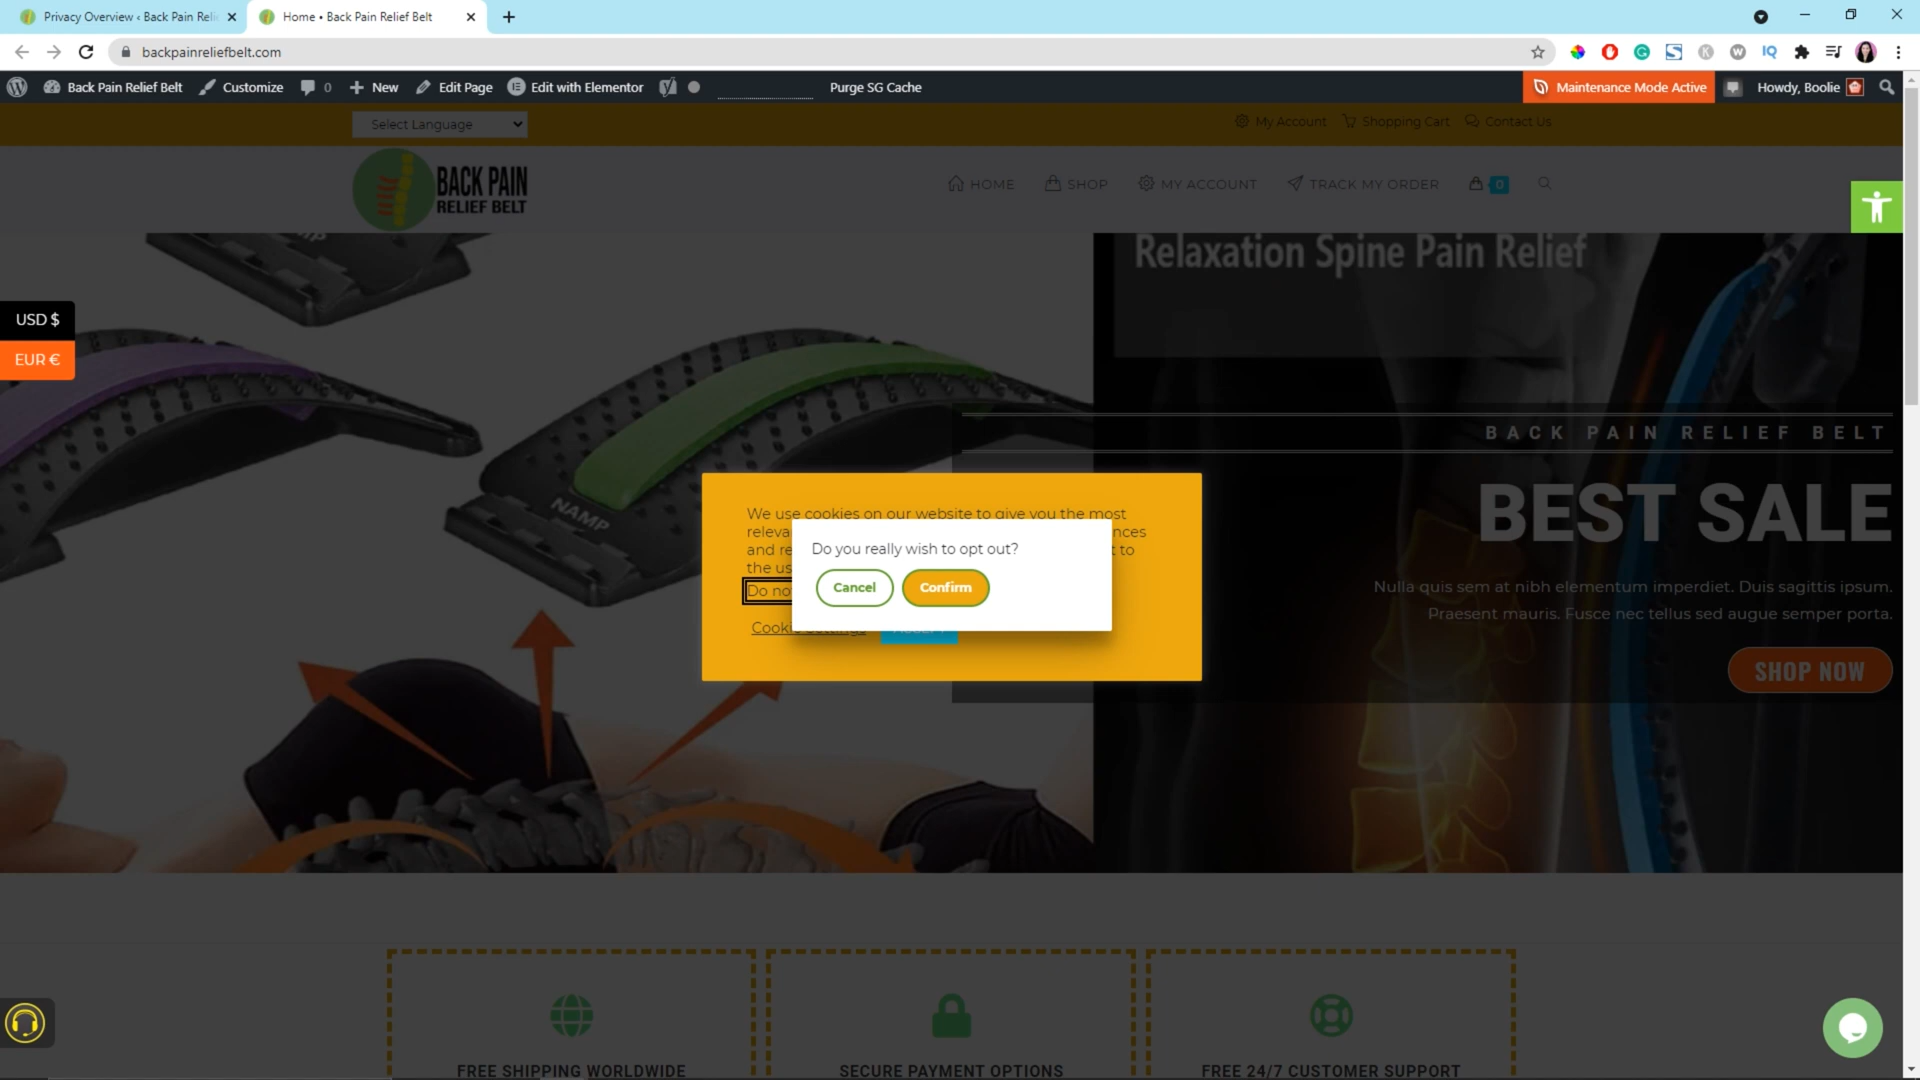 Privacy Overview ‹ Back Pain Reli
Home • Back Pain Relief Belt
backpainreliefbelt.com
Back Pain Relief Belt
Customize
0
New
Edit Page
Edit with Elementor
Purge SG Cache
Maintenance Mode Active
Howdy, Boolie
Select Language
My Account
Shopping Cart
Contact Us
BACK PAIN
RELIEF BELT
HOME
SHOP
MY ACCOUNT
TRACK MY ORDER
0
Relaxation Spine Pain Relief
USD $
EUR €
BACK PAIN RELIEF BELT
BEST SALE
NAMP
Nulla quis sem at nibh elementum imperdiet. Duis sagittis ipsum.
Praesent mauris. Fusce nec tellus sed augue semper porta.
SHOP NOW
We use cookies on our website to give you the most
Do you really wish to opt out?
Cancel
Confirm
the us
Do no
Cookie Settings
FREE SHIPPING WORLDWIDE
SECURE PAYMENT OPTIONS
FREE 24/7 CUSTOMER SUPPORT